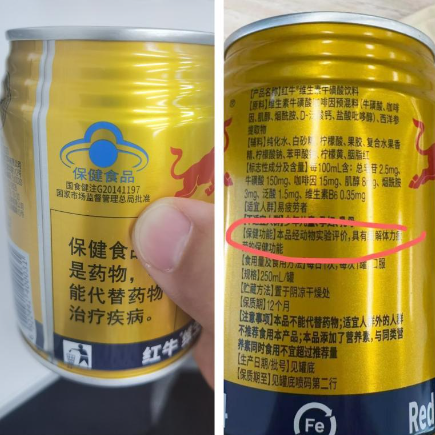 保健食品
国食健注G20141197
国家市场监督管理总局批准
保健食品
是药物,
能代替药物
治疗疾病。
红牛
【产品名称】红牛®维生素牛磺酸饮料
【原料】维生素牛磺酸 咖啡因预混料(牛磺酸、咖啡
因、肌醇、烟酰胺、D-泛酸钙、盐酸吡哆醇)、西洋参
提取物
【辅料】纯化水、白砂糖、柠檬酸、果胶、复合水果香
精、柠檬酸钠、苯甲酸钠、柠檬黄、胭脂红
【标志性成分及含量】每100mL含:总皂苷 2.5mg、
牛磺酸 150mg、咖啡因 15mg、肌醇 5mg、烟酰胺
3mg、泛酸 1.5mg、维生素B6 0.35mg
【适宜人群】易疲劳者
【保健功能】本品经动物实验评价,具有缓解体力
的保健功能
【食用量及食用方法】每日 次,每次1罐 口服
【规格】250mL/罐
【贮藏方法】置于阴凉干燥处
【保质期】12个月
【注意事项】本品不能代替药物;适宜人群外的人群
不推荐食用本产品;本品添加了营养素,与同类营
养素同时食用不宜超过推荐量
【生产日期/批号】见罐底
【保质期至】见罐底喷码第二行
Fe
Red